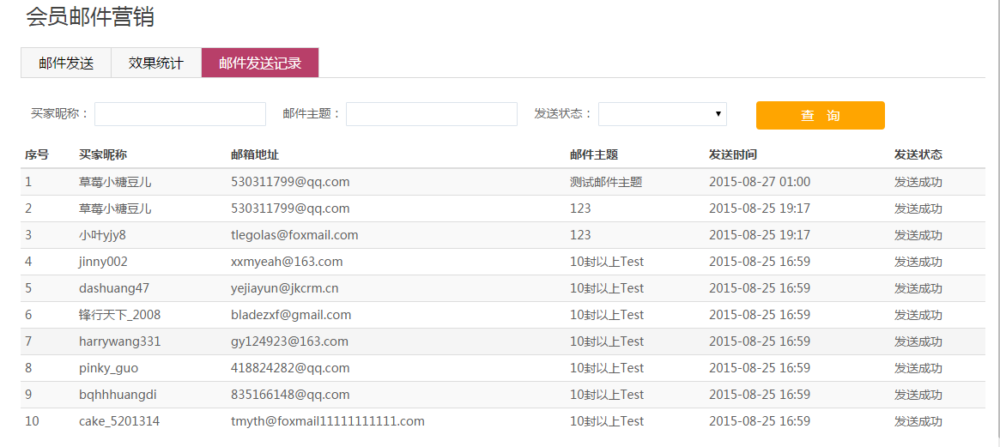 会员邮件营销
邮件发送 效果统计 邮件发送记录
买家昵称： 邮件主题： 发送状态： 查 询
序号 买家昵称 邮箱地址 邮件主题 发送时间 发送状态
1 草莓小糖豆儿 530311799@qq.com 测试邮件主题 2015-08-27 01:00 发送成功
2 草莓小糖豆儿 530311799@qq.com 123 2015-08-25 19:17 发送成功
3 小叶yjy8 tlegolas@foxmail.com 123 2015-08-25 19:17 发送成功
4 jinny002 xxmyeah@163.com 10封以上Test 2015-08-25 16:59 发送成功
5 dashuang47 yejiayun@jkcrm.cn 10封以上Test 2015-08-25 16:59 发送成功
6 锋行天下_2008 bladezxf@gmail.com 10封以上Test 2015-08-25 16:59 发送成功
7 harrywang331 gy124923@163.com 10封以上Test 2015-08-25 16:59 发送成功
8 pinky_guo 418824282@qq.com 10封以上Test 2015-08-25 16:59 发送成功
9 bqhhhuangdi 835166148@qq.com 10封以上Test 2015-08-25 16:59 发送成功
10 cake_5201314 tmyth@foxmail11111111111.com 10封以上Test 2015-08-25 16:59 发送成功